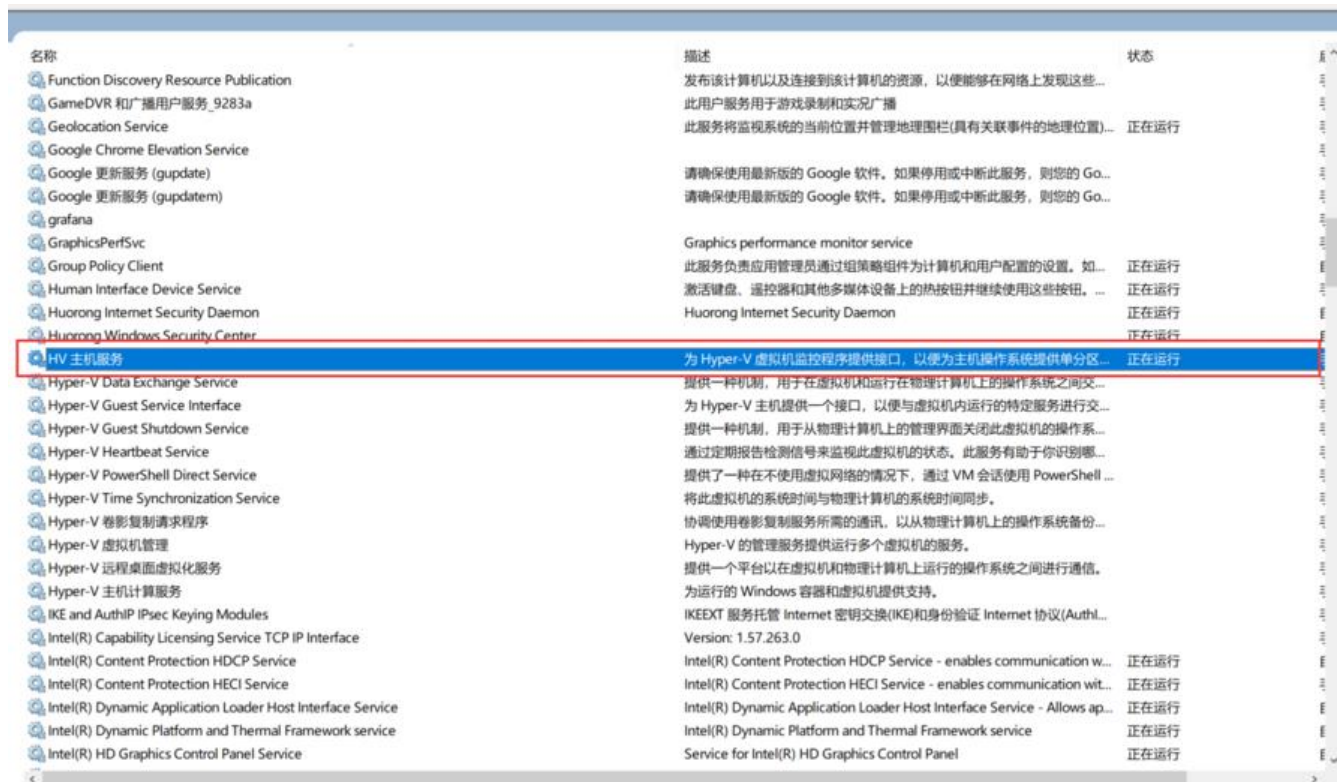 名称 描述 状态
Function Discovery Resource Publication 发布该计算机以及连接到该计算机的资源，以便能够在网络上发现这些...
GameDVR 和广播用户服务_9283a 此用户服务用于游戏录制和实况广播
Geolocation Service 此服务将监视系统的当前位置并管理地理围栏(具有关联事件的地理位置)... 正在运行
Google Chrome Elevation Service
Google 更新服务 (gupdate) 请确保使用最新版的 Google 软件。如果停用或中断此服务，则您的 Go...
Google 更新服务 (gupdatem) 请确保使用最新版的 Google 软件。如果停用或中断此服务，则您的 Go...
grafana
GraphicsPerfSvc Graphics performance monitor service
Group Policy Client 此服务负责应用管理员通过组策略组件为计算机和用户配置的设置。如... 正在运行
Human Interface Device Service 激活键盘、遥控器和其他多媒体设备上的热按钮并继续使用这些按钮。... 正在运行
Huorong Internet Security Daemon Huorong Internet Security Daemon 正在运行
Huorong Windows Security Center 正在运行
HV 主机服务 为 Hyper-V 虚拟机监控程序提供接口，以便为主机操作系统提供单分区... 正在运行
Hyper-V Data Exchange Service 提供一种机制，用于在虚拟机和运行在物理计算机上的操作系统之间交...
Hyper-V Guest Service Interface 为 Hyper-V 主机提供一个接口，以便与虚拟机内运行的特定服务进行交...
Hyper-V Guest Shutdown Service 提供一种机制，用于从物理计算机上的管理界面关闭此虚拟机的操作系...
Hyper-V Heartbeat Service 通过定期报告检测信号来监视此虚拟机的状态。此服务有助于你识别哪...
Hyper-V PowerShell Direct Service 提供了一种在不使用虚拟网络的情况下，通过 VM 会话使用 PowerShell ...
Hyper-V Time Synchronization Service 将此虚拟机的系统时间与物理计算机的系统时间同步。
Hyper-V 卷影复制请求程序 协调使用卷影复制服务所需的通讯，以从物理计算机上的操作系统备份...
Hyper-V 虚拟机管理 Hyper-V 的管理服务提供运行多个虚拟机的服务。
Hyper-V 远程桌面虚拟化服务 提供一个平台以在虚拟机和物理计算机上运行的操作系统之间进行通信。
Hyper-V 主机计算服务 为运行的 Windows 容器和虚拟机提供支持。
IKE and AuthIP IPsec Keying Modules IKEEXT 服务托管 Internet 密钥交换(IKE)和身份验证 Internet 协议(AuthI...
Intel(R) Capability Licensing Service TCP IP Interface Version: 1.57.263.0
Intel(R) Content Protection HDCP Service Intel(R) Content Protection HDCP Service - enables communication w... 正在运行
Intel(R) Content Protection HECI Service Intel(R) Content Protection HECI Service - enables communication wit... 正在运行
Intel(R) Dynamic Application Loader Host Interface Service Intel(R) Dynamic Application Loader Host Interface Service - Allows ap... 正在运行
Intel(R) Dynamic Platform and Thermal Framework service Intel(R) Dynamic Platform and Thermal Framework service 正在运行
Intel(R) HD Graphics Control Panel Service Service for Intel(R) HD Graphics Control Panel 正在运行